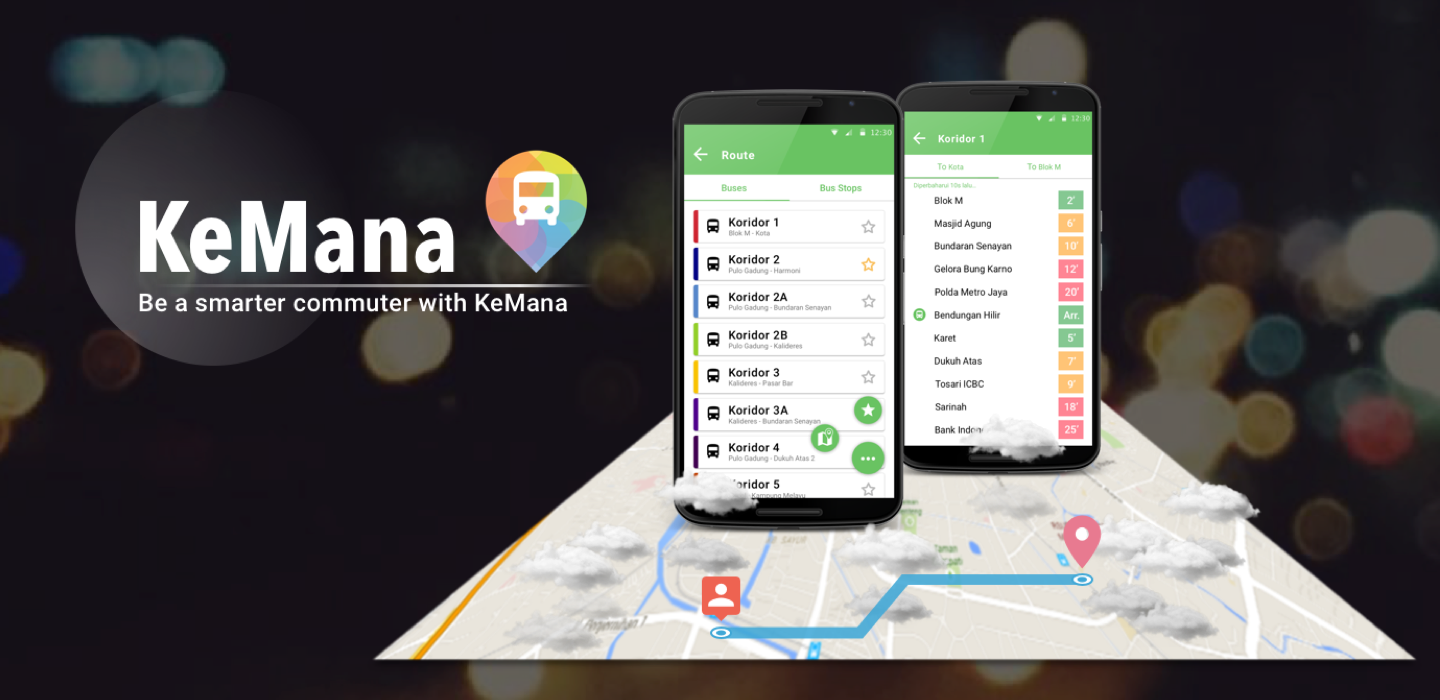 KeMana
Be a smarter commuter with KeMana
12:30
Route
Buses
Bus Stops
Koridor 1
Blok M - Kota
Koridor 2
Pulo Gadung - Harmoni
Koridor 2A
Pulo Gadung - Bundaran Senayan
Koridor 2B
Pulo Gadung - Kalideres
Koridor 3
Kalideres - Pasar Bar
Koridor 3A
Kalideres - Bundaran Senayan
Koridor 4
Pulo Gadung - Dukuh Atas 2
Koridor 5
Kampung Melayu
12:30
Koridor 1
To Kota
To Blok M
Diperbaharui 10s lalu...
Blok M 2'
Masjid Agung 6'
Bundaran Senayan 10'
Gelora Bung Karno 12'
Polda Metro Jaya 20'
Bendungan Hilir Arr.
Karet 5'
Dukuh Atas 7'
Tosari ICBC 9'
Sarinah 18'
Bank 25'
Taman